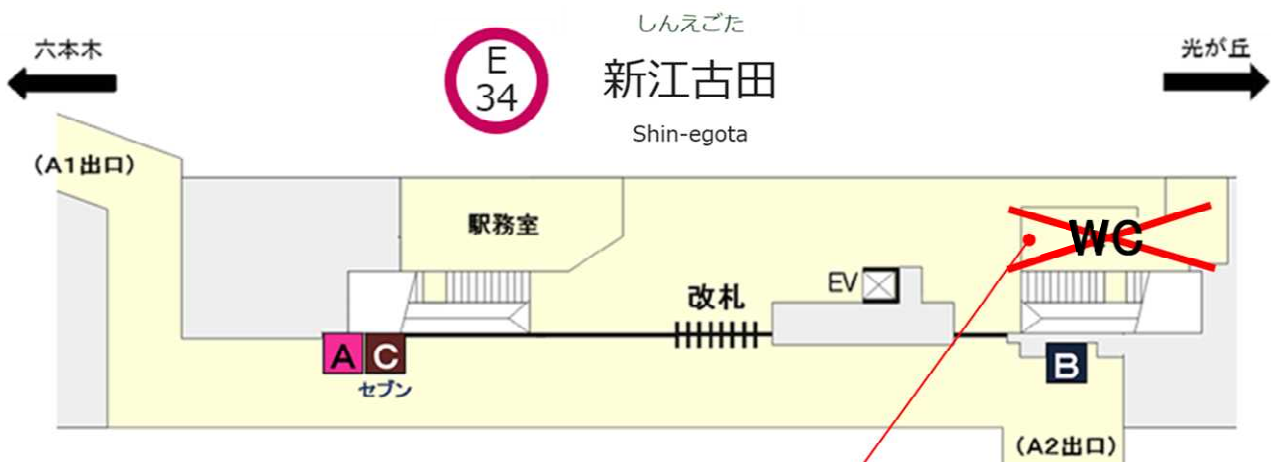 しんえごた
六本木
E
34
新江古田
光が丘
Shin-egota
(A1出口)
駅務室
WC
EV
改札
A
C
B
セブン
(A2出口)